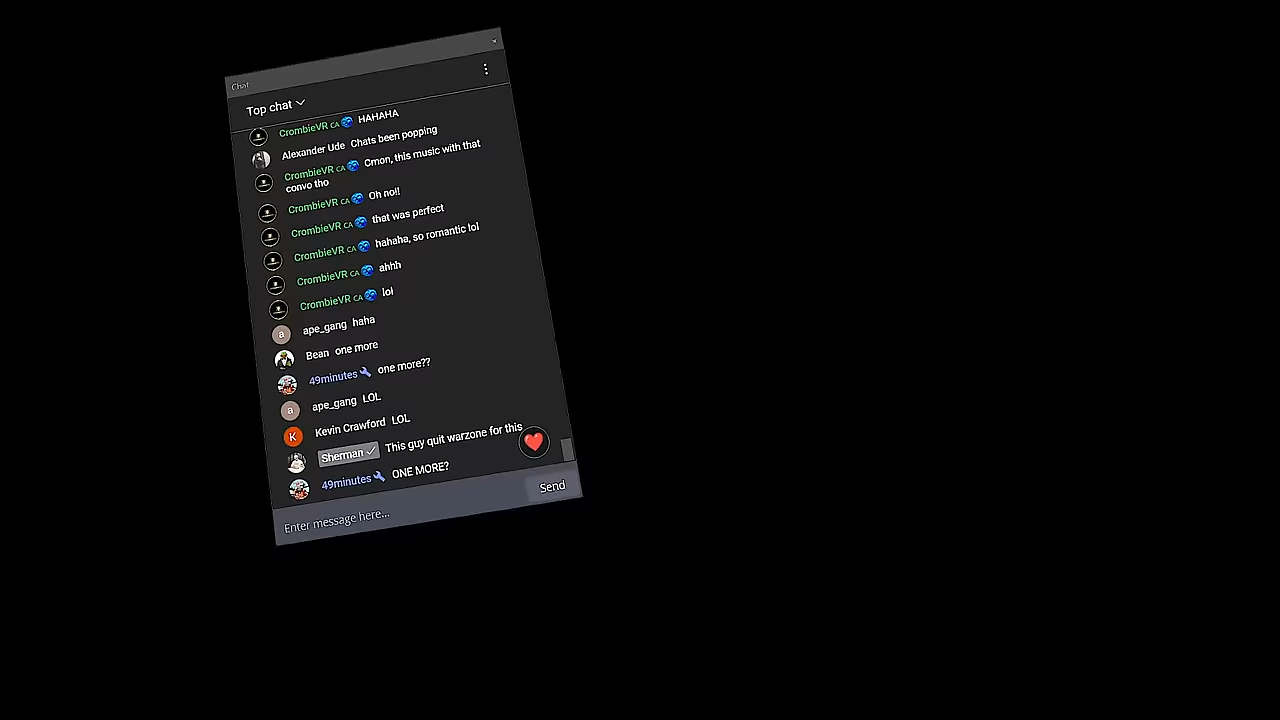 Chat
Top chat
CrombieVR CA HAHAHA
Alexander Ude Chats been popping
CrombieVR CA Cmon, this music with that
convo tho
CrombieVR CA Oh no!!
CrombieVR CA that was perfect
CrombieVR CA hahaha, so romantic lol
CrombieVR CA ahhh
CrombieVR CA lol
a ape_gang haha
Bean one more
49minutes one more??
a ape_gang LOL
K Kevin Crawford LOL
Sherman This guy quit warzone for this
49minutes ONE MORE?
Enter message here... Send